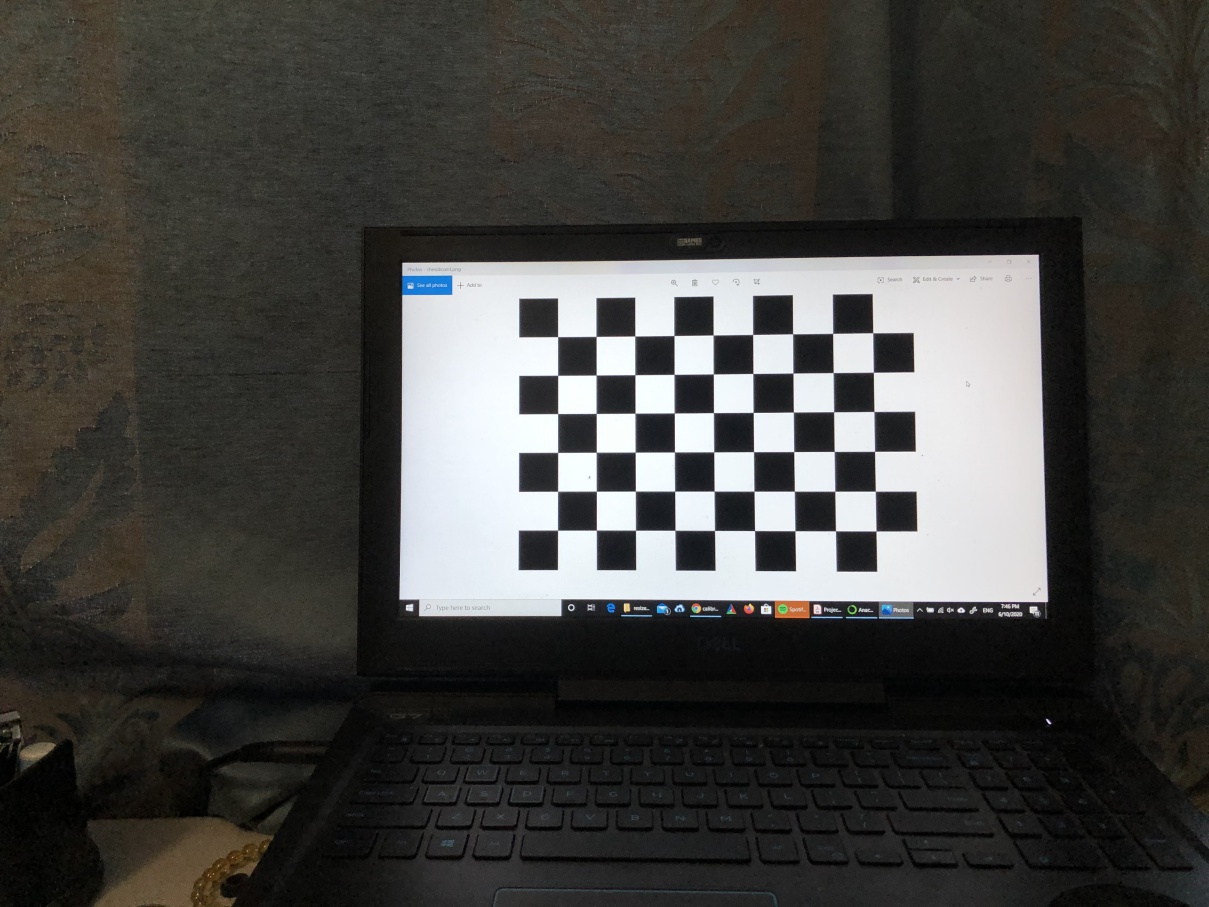 Photos - chessboard.png
See all photos
Add to
Search
Edit & Create
Share
Type here to search
resize...
calibr...
Spotif...
Projec...
Anac...
Photos
ENG
7:46 PM
6/10/2020
DELL
G7
Q W E R T Y U I O P
A S D F G H J K L
Z X C V B N M